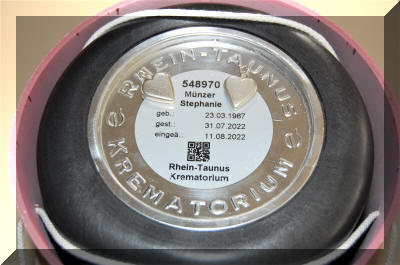 RHEIN-TAUNUS
548970
Münzer
Stephanie
geb.: 23.03.1967
gest.: 31.07.2022
eingeä.: 11.08.2022
Rhein-Taunus
Krematorium
KREMATORIUM